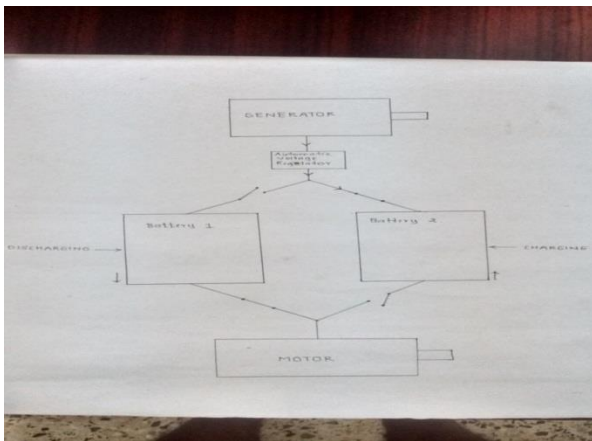 GENERATOR
Automatic
Voltage
Regulator
Battery 1
Battery 2
DISCHARGING
CHARGING
MOTOR